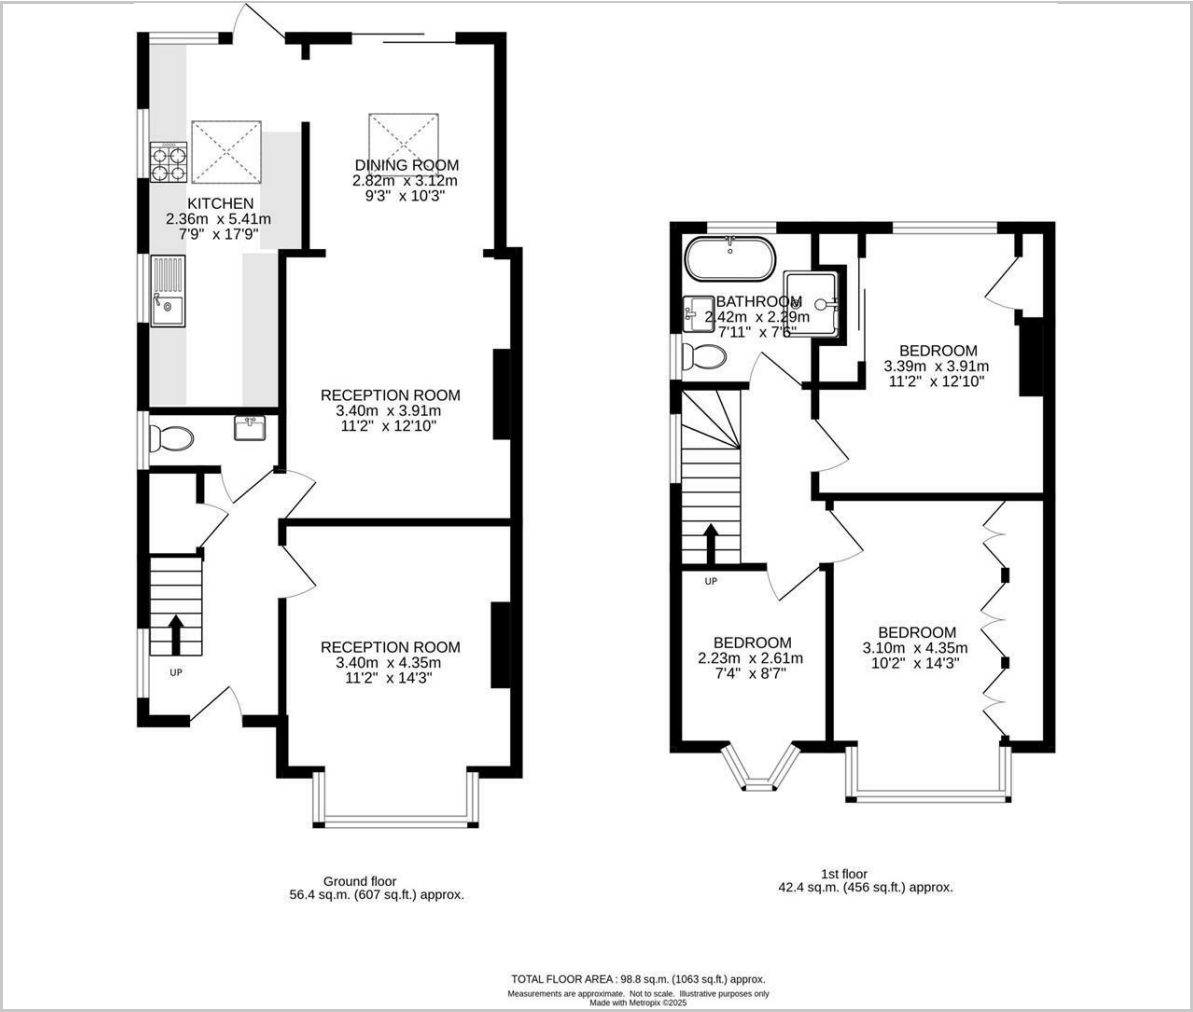 DINING ROOM
2.82m x 3.12m
9'3" x 10'3"
KITCHEN
2.36m x 5.41m
7'9" x 17'9"
RECEPTION ROOM
3.40m x 3.91m
11'2" x 12'10"
RECEPTION ROOM
3.40m x 4.35m
11'2" x 14'3"
UP
Ground floor
56.4 sq.m. (607 sq.ft.) approx.
BATHROOM
2.42m x 2.29m
7'11" x 7'6"
BEDROOM
3.39m x 3.91m
11'2" x 12'10"
UP
BEDROOM
2.23m x 2.61m
7'4" x 8'7"
BEDROOM
3.10m x 4.35m
10'2" x 14'3"
1st floor
42.4 sq.m. (456 sq.ft.) approx.
TOTAL FLOOR AREA : 98.8 sq.m. (1063 sq.ft.) approx.
Measurements are approximate. Not to scale. Illustrative purposes only
Made with Metropix ©2025